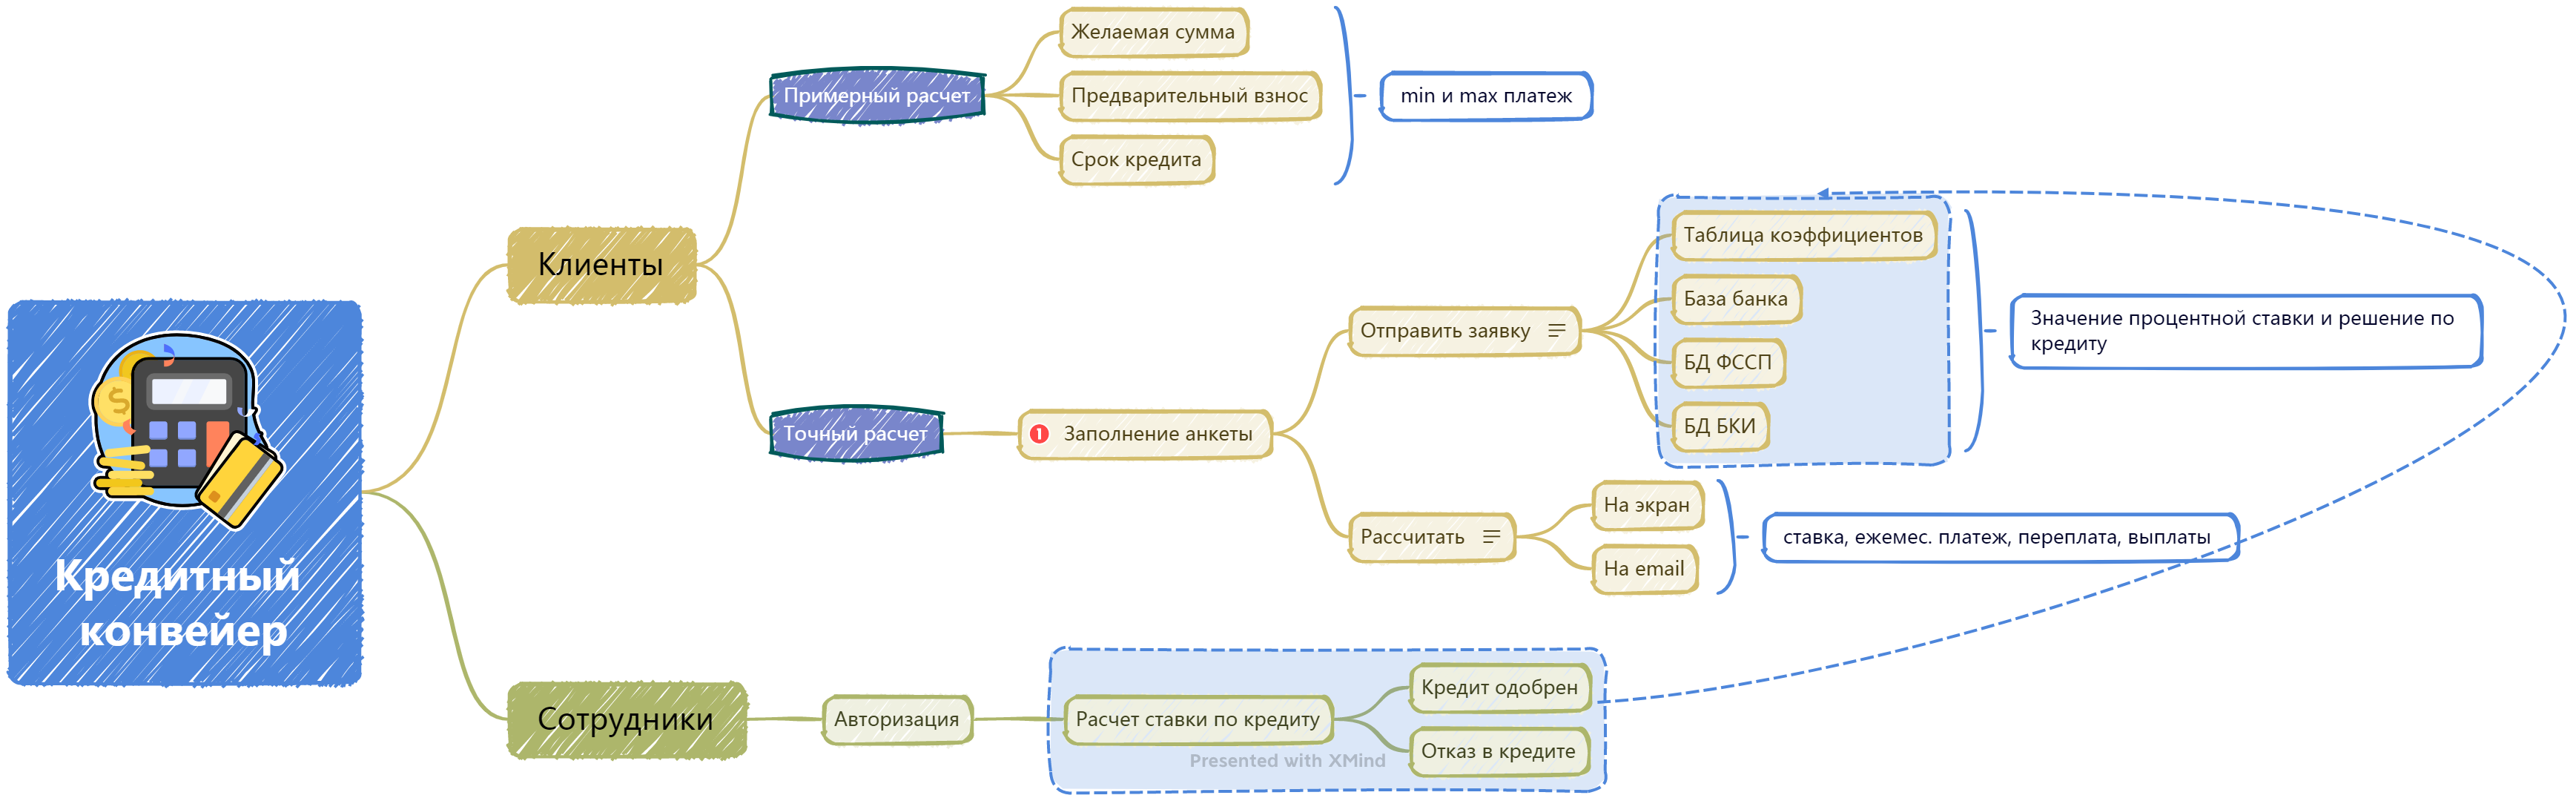 Кредитный
конвейер
Клиенты
Примерный расчет
Желаемая сумма
Предварительный взнос
Срок кредита
min и max платеж
Точный расчет
1 Заполнение анкеты
Отправить заявку
Таблица коэффициентов
База банка
БД ФССП
БД БКИ
Значение процентной ставки и решение по
кредиту
Рассчитать
На экран
На email
ставка, ежемес. платеж, переплата, выплаты
Сотрудники
Авторизация
Расчет ставки по кредиту
Кредит одобрен
Отказ в кредите
Presented with XMind